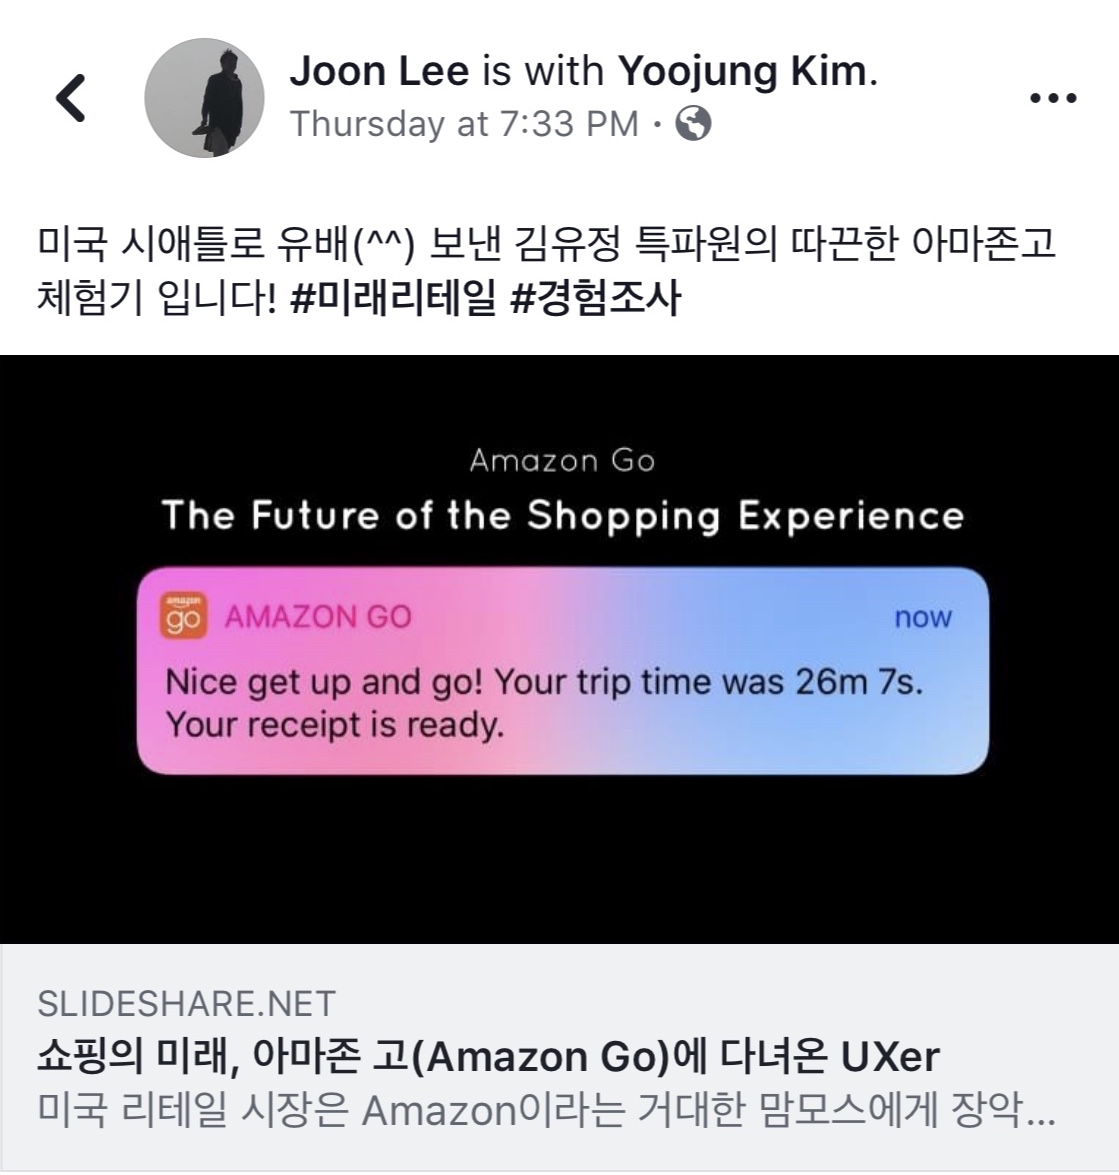 Joon Lee is with Yoojung Kim.
Thursday at 7:33 PM ·
미국 시애틀로 유배(^^) 보낸 김유정 특파원의 따끈한 아마존고
체험기 입니다! #미래리테일 #경험조사
Amazon Go
The Future of the Shopping Experience
amazon
go
AMAZON GO
now
Nice get up and go! Your trip time was 26m 7s.
Your receipt is ready.
SLIDESHARE.NET
쇼핑의 미래, 아마존 고(Amazon Go)에 다녀온 UXer
미국 리테일 시장은 Amazon이라는 거대한 맘모스에게 장악...